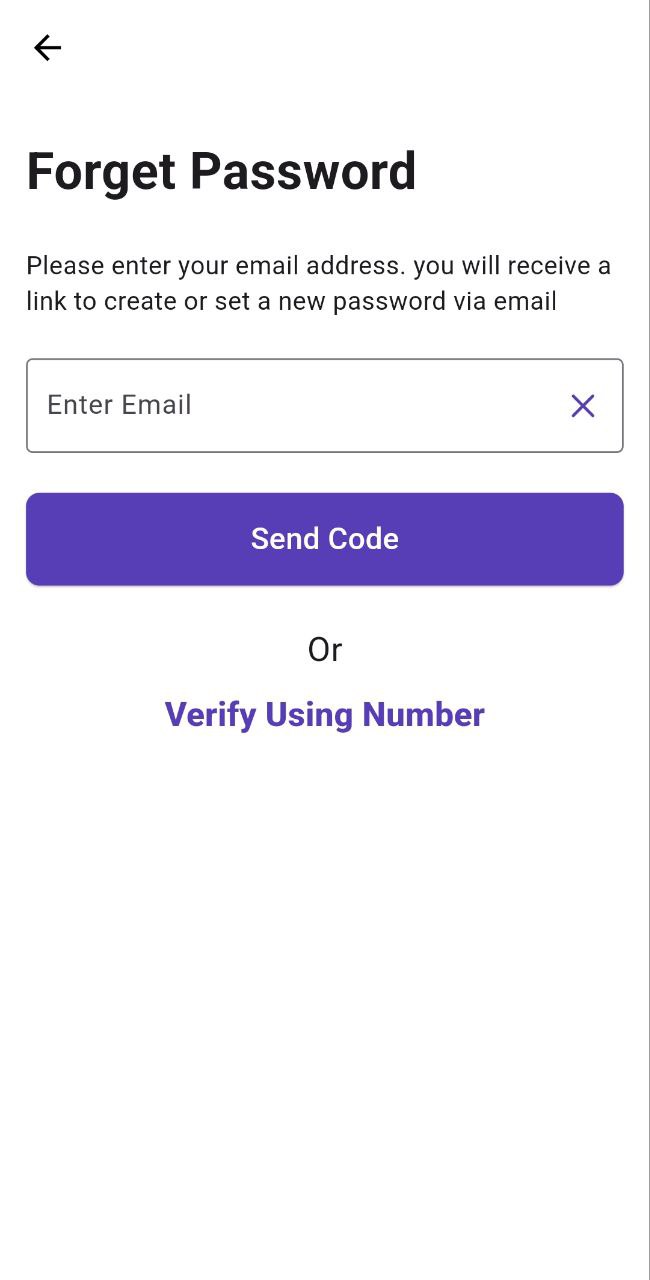 Forget Password
Please enter your email address. you will receive a
link to create or set a new password via email
Enter Email
Send Code
Or
Verify Using Number